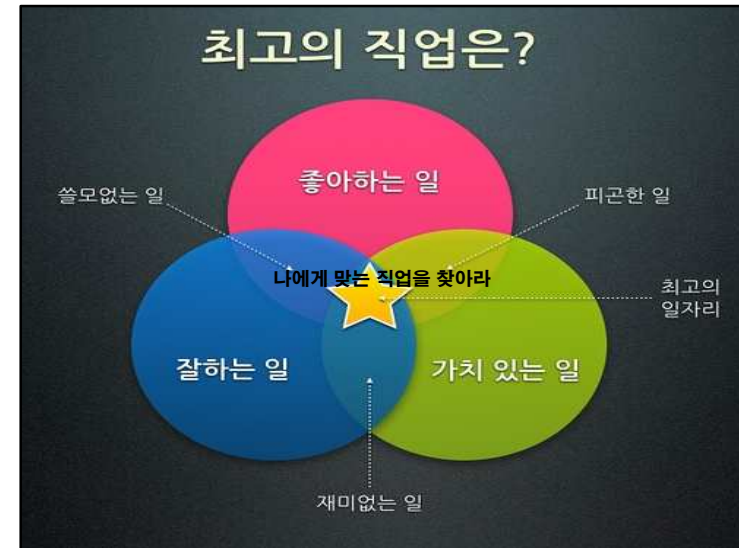 최고의 직업은?
좋아하는 일
쓸모없는 일
피곤한 일
나에게 맞는 직업을 찾아라
최고의
일자리
잘하는 일
가치 있는 일
재미없는 일